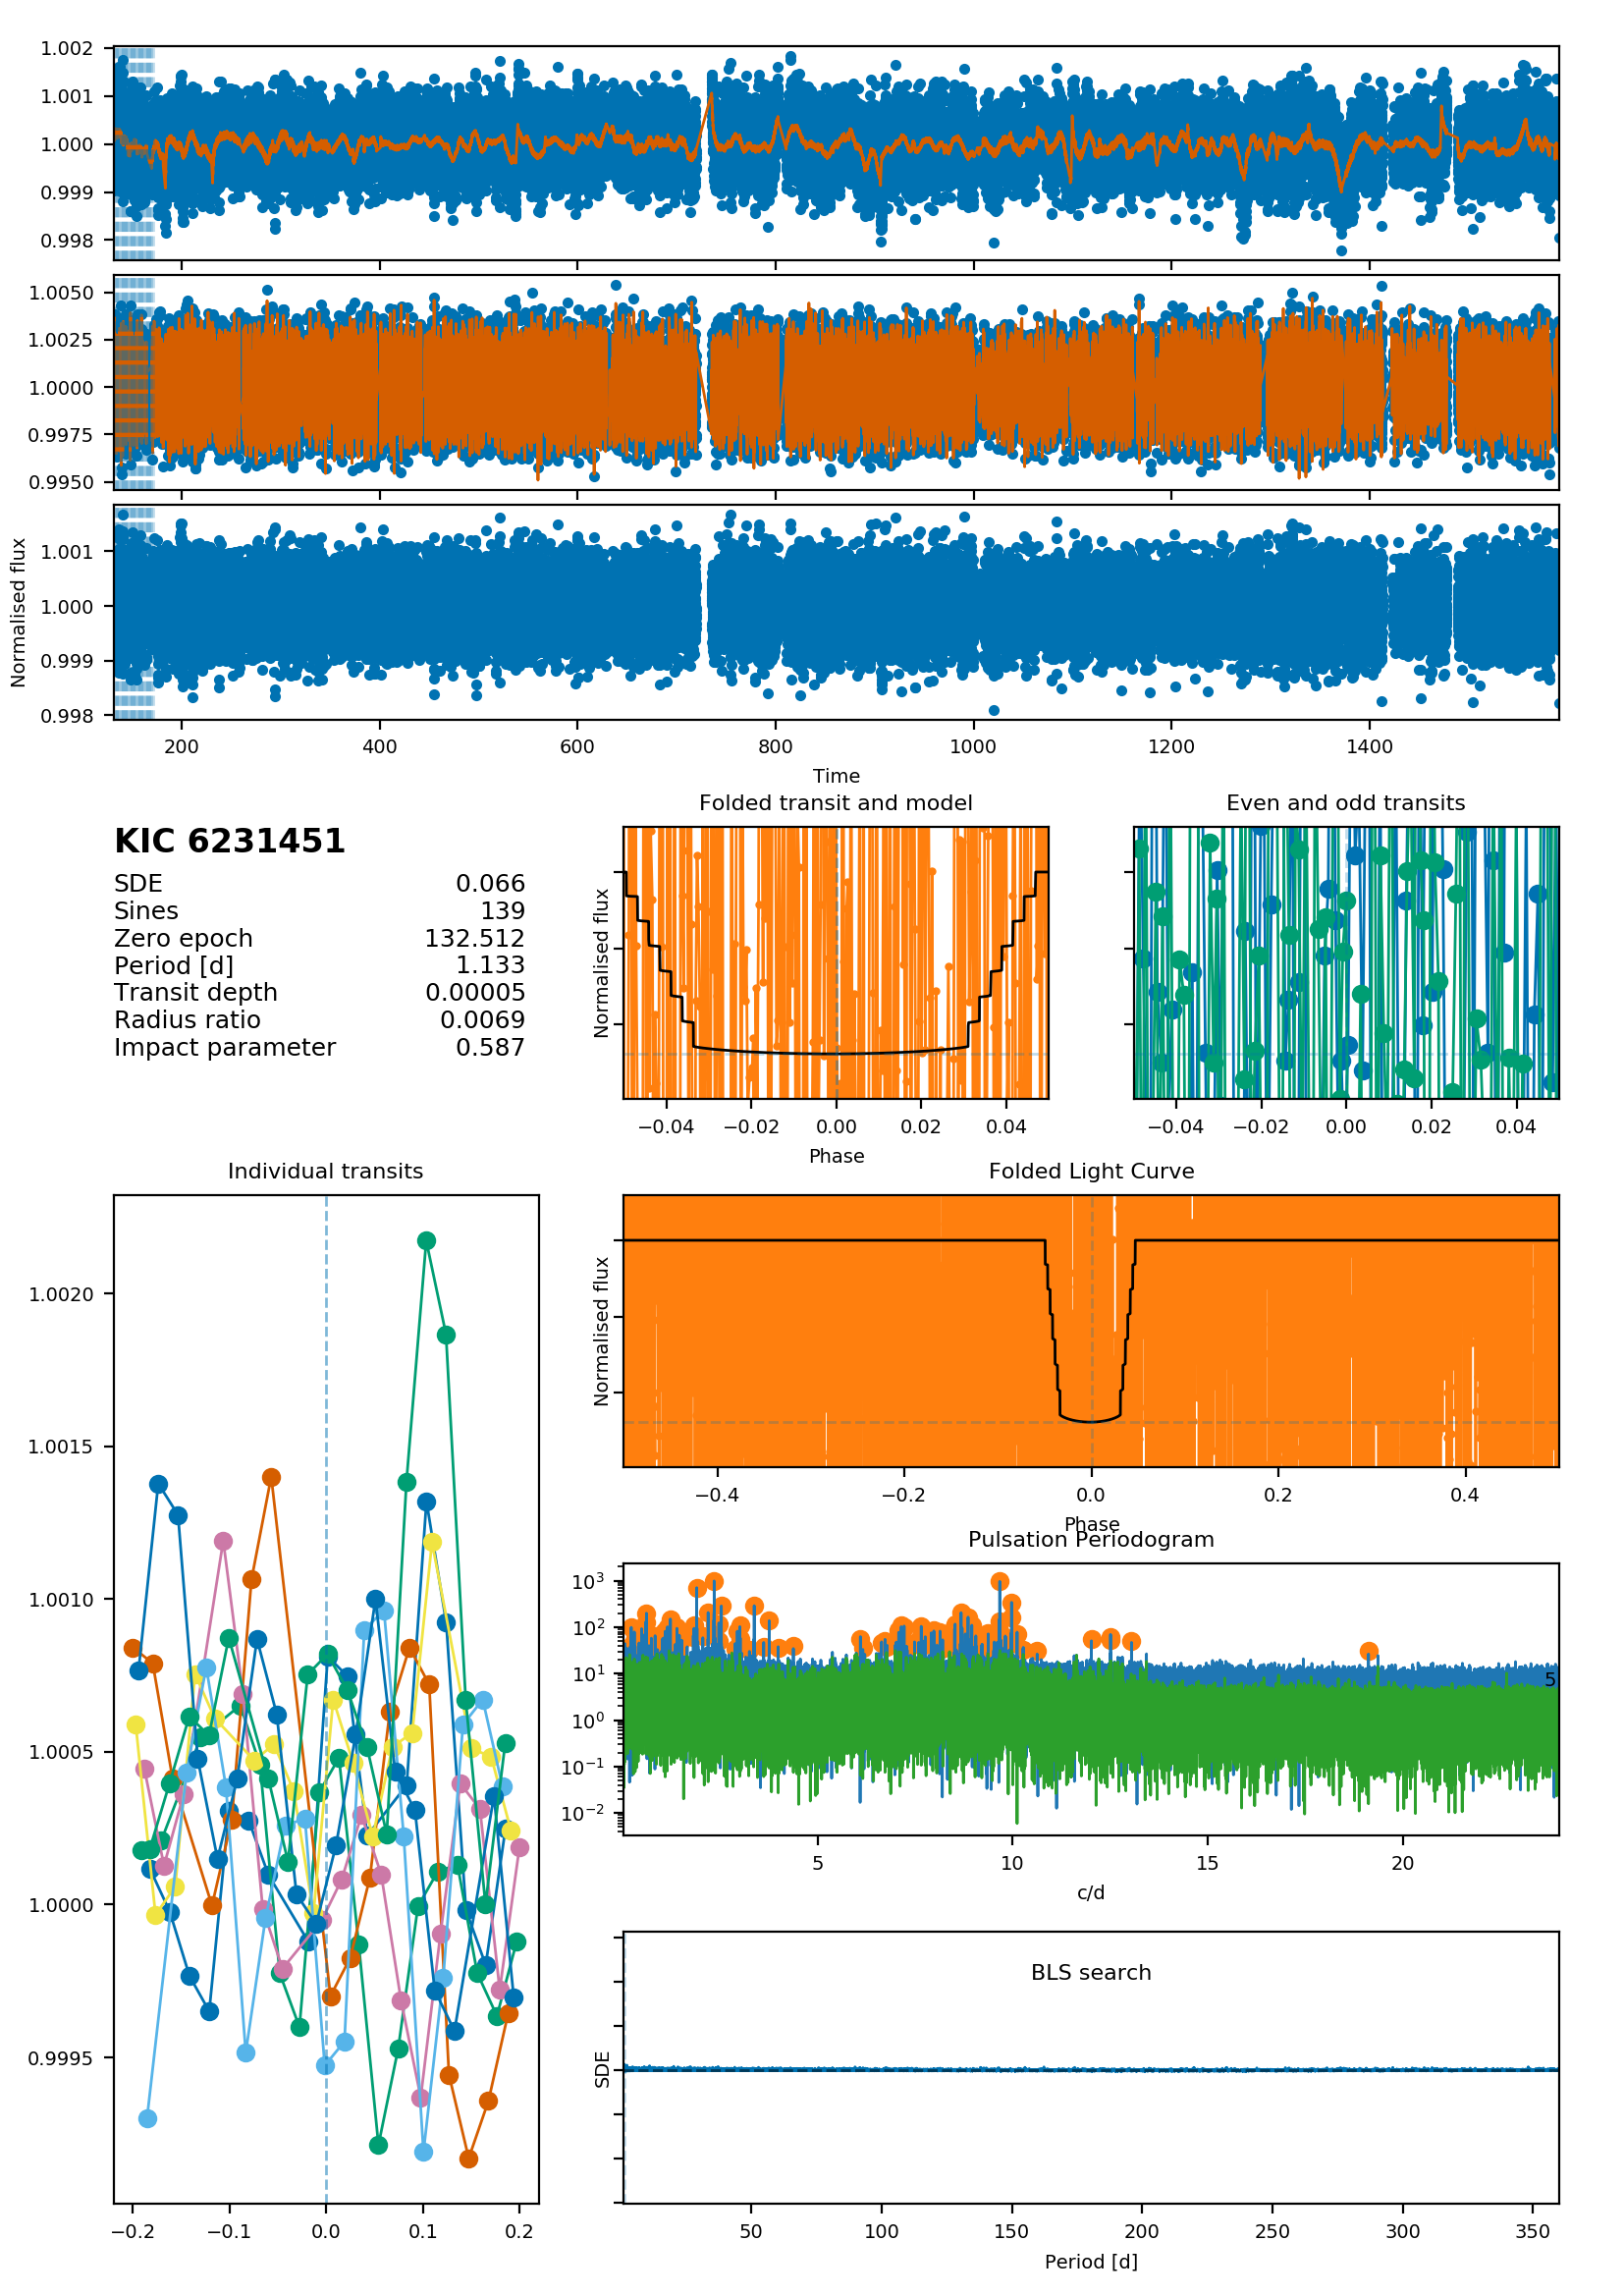 1.002
1.001
1.000
0.999
0.998
1.0050
1.0025
1.0000
0.9975
0.9950
1.001
1.000
0.999
0.998
Normalised flux
200 400 600 800 1000 1200 1400
Time
KIC 6231451
SDE 0.066
Sines 139
Zero epoch 132.512
Period [d] 1.133
Transit depth 0.00005
Radius ratio 0.0069
Impact parameter 0.587
Folded transit and model
Normalised flux
−0.04 −0.02 0.00 0.02 0.04
Phase
Even and odd transits
−0.04 −0.02 0.00 0.02 0.04
Individual transits
1.0020
1.0015
1.0010
1.0005
1.0000
0.9995
−0.2 −0.1 0.0 0.1 0.2
Folded Light Curve
Normalised flux
−0.4 −0.2 0.0 0.2 0.4
Phase
Pulsation Periodogram
10³
10²
10¹
10⁰
10⁻¹
10⁻²
5
5 10 15 20
c/d
BLS search
SDE
50 100 150 200 250 300 350
Period [d]